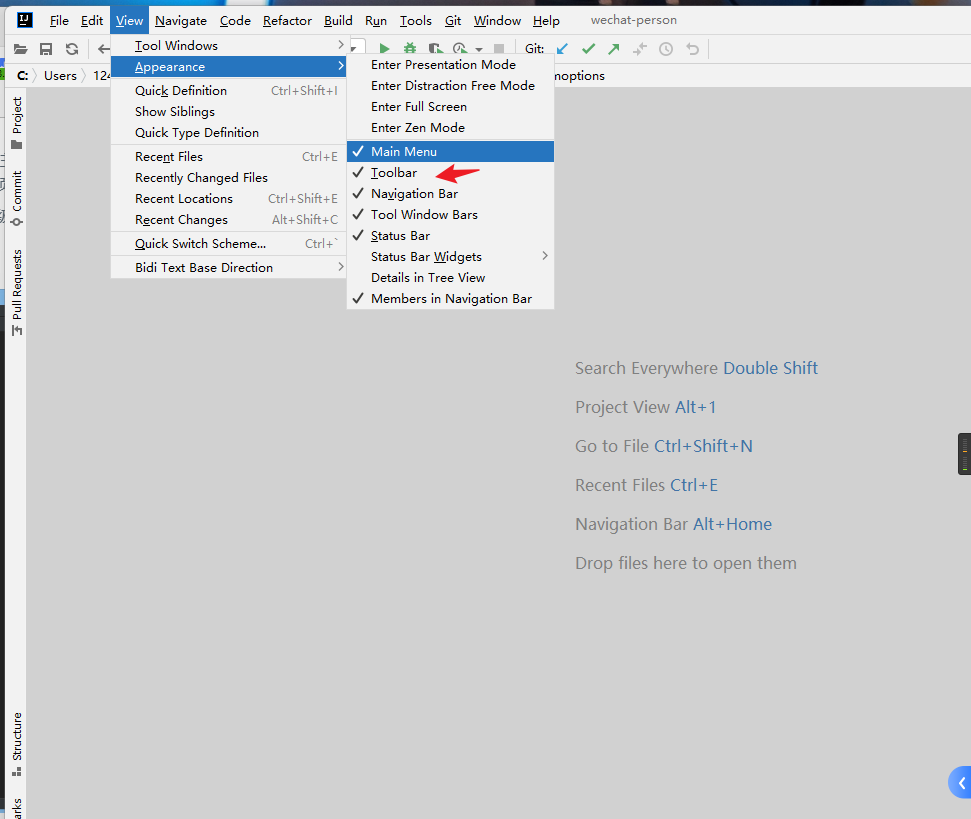 IJ File Edit View Navigate Code Refactor Build Run Tools Git Window Help wechat-person
Git:
C: Users 124
moptions
Tool Windows
Appearance
Quick Definition Ctrl+Shift+I
Show Siblings
Quick Type Definition
Recent Files Ctrl+E
Recently Changed Files
Recent Locations Ctrl+Shift+E
Recent Changes Alt+Shift+C
Quick Switch Scheme... Ctrl+`
Bidi Text Base Direction
Enter Presentation Mode
Enter Distraction Free Mode
Enter Full Screen
Enter Zen Mode
Main Menu
Toolbar
Navigation Bar
Tool Window Bars
Status Bar
Status Bar Widgets
Details in Tree View
Members in Navigation Bar
Project
Commit
Pull Requests
Structure
arks
Search Everywhere Double Shift
Project View Alt+1
Go to File Ctrl+Shift+N
Recent Files Ctrl+E
Navigation Bar Alt+Home
Drop files here to open them